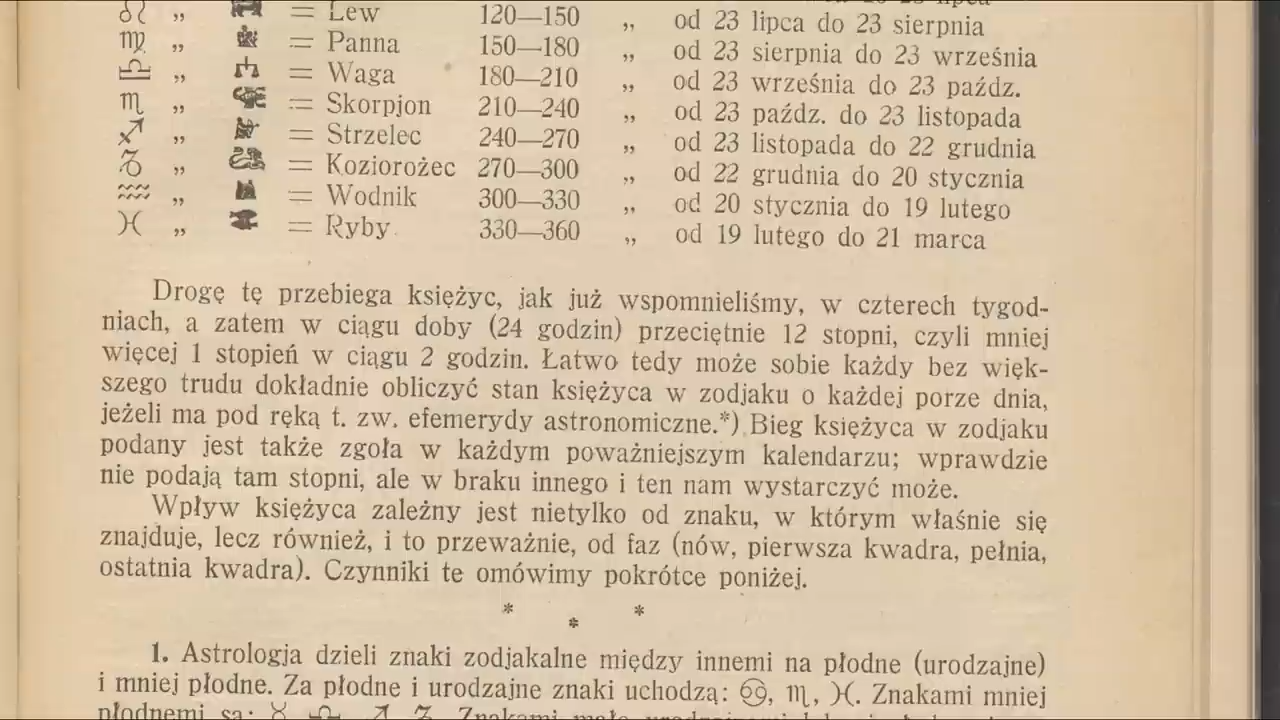 ♌ „ = Lew 120—150 „ od 23 lipca do 23 sierpnia
♍ „ = Panna 150—180 „ od 23 sierpnia do 23 września
♎ „ = Waga 180—210 „ od 23 września do 23 paźdz.
♏ „ = Skorpjon 210—240 „ od 23 paźdz. do 23 listopada
♐ „ = Strzelec 240—270 „ od 23 listopada do 22 grudnia
♑ „ = Koziorożec 270—300 „ od 22 grudnia do 20 stycznia
♒ „ = Wodnik 300—330 „ od 20 stycznia do 19 lutego
♓ „ = Ryby 330—360 „ od 19 lutego do 21 marca
Drogę tę przebiega księżyc, jak już wspomnieliśmy, w czterech tygod-
niach, a zatem w ciągu doby (24 godzin) przeciętnie 12 stopni, czyli mniej
więcej 1 stopień w ciągu 2 godzin. Łatwo tedy może sobie każdy bez więk-
szego trudu dokładnie obliczyć stan księżyca w zodjaku o każdej porze dnia,
jeżeli ma pod ręką t. zw. efemerydy astronomiczne.*) Bieg księżyca w zodjaku
podany jest także zgoła w każdym poważniejszym kalendarzu; wprawdzie
nie podają tam stopni, ale w braku innego i ten nam wystarczyć może.
Wpływ księżyca zależny jest nietylko od znaku, w którym właśnie się
znajduje, lecz również, i to przeważnie, od faz (nów, pierwsza kwadra, pełnia,
ostatnia kwadra). Czynniki te omówimy pokrótce poniżej.
* * *
1. Astrologja dzieli znaki zodjakalne między innemi na płodne (urodzajne)
i mniej płodne. Za płodne i urodzajne znaki uchodzą: ♋, ♏, ♓. Znakami mniej
płodnemi są: ♉ ♎ ♐ ♑